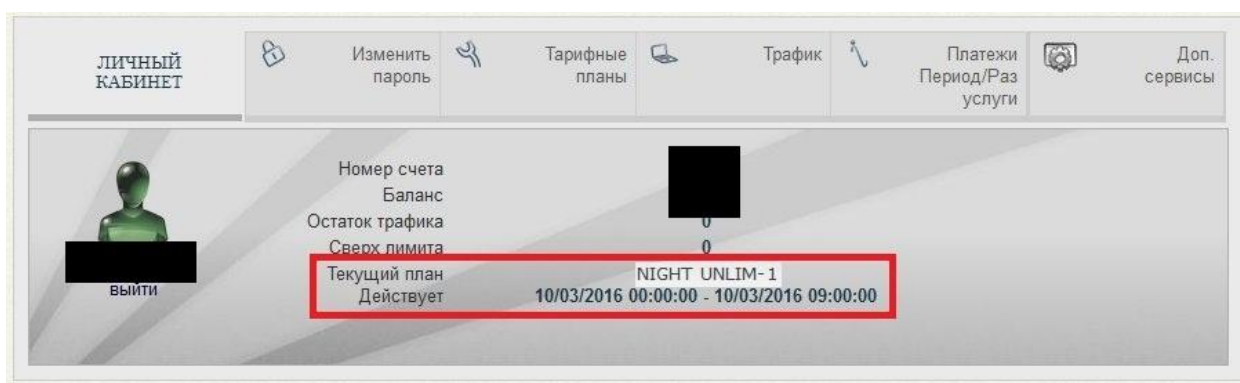 ЛИЧНЫЙ
КАБИНЕТ
Изменить
пароль
Тарифные
планы
Трафик
Платежи
Период/Раз
услуги
Доп.
сервисы
выйти
Номер счета
Баланс
Остаток трафика 0
Сверх лимита 0
Текущий план NIGHT UNLIM-1
Действует 10/03/2016 00:00:00 - 10/03/2016 09:00:00